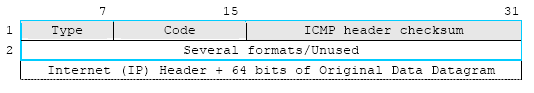 7 15 31
1 Type Code ICMP header checksum
2 Several formats/Unused
Internet (IP) Header + 64 bits of Original Data Datagram